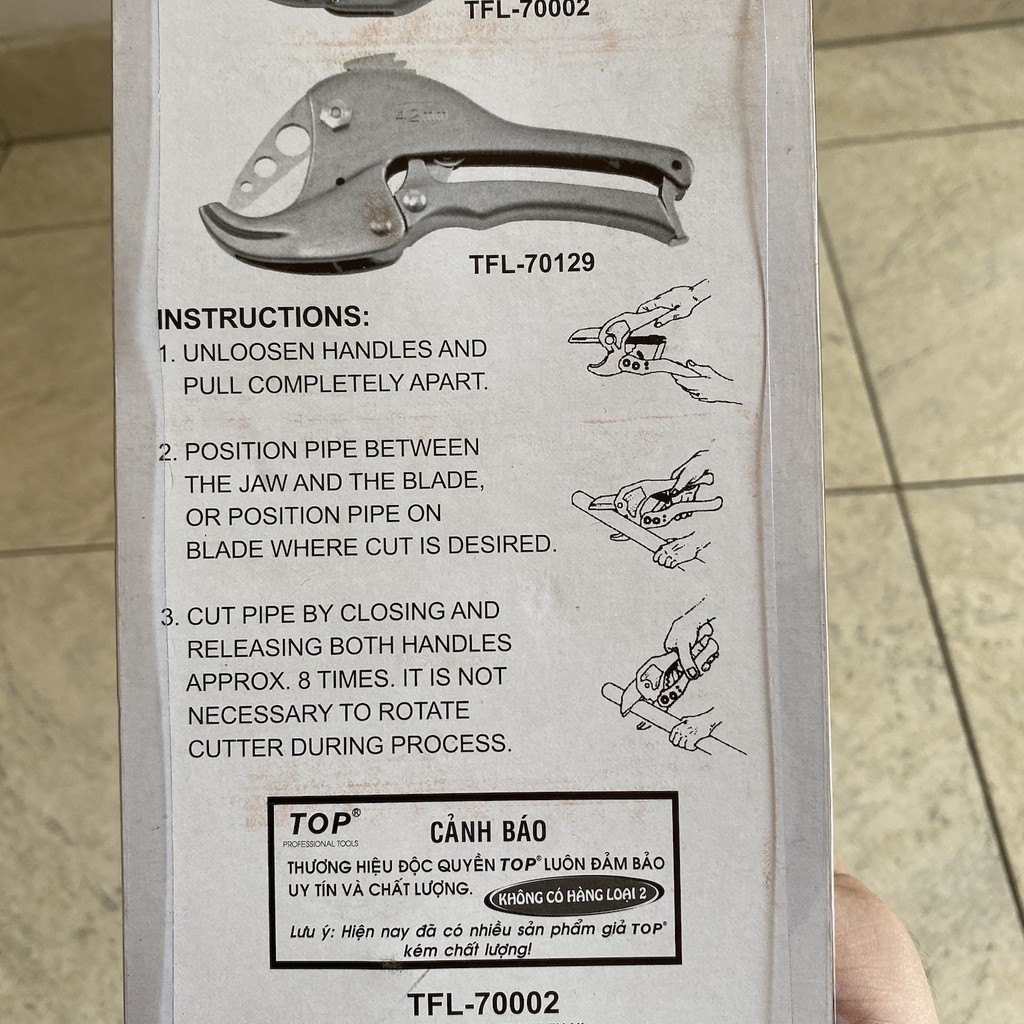 TFL-70002
42mm
TFL-70129
INSTRUCTIONS:
1. UNLOOSEN HANDLES AND
PULL COMPLETELY APART.
2. POSITION PIPE BETWEEN
THE JAW AND THE BLADE,
OR POSITION PIPE ON
BLADE WHERE CUT IS DESIRED.
3. CUT PIPE BY CLOSING AND
RELEASING BOTH HANDLES
APPROX. 8 TIMES. IT IS NOT
NECESSARY TO ROTATE
CUTTER DURING PROCESS.
TOP®
PROFESSIONAL TOOLS
CẢNH BÁO
THƯƠNG HIỆU ĐỘC QUYỀN TOP® LUÔN ĐẢM BẢO
UY TÍN VÀ CHẤT LƯỢNG.
KHÔNG CÓ HÀNG LOẠI 2
Lưu ý: Hiện nay đã có nhiều sản phẩm giả TOP®
kém chất lượng!
TFL-70002